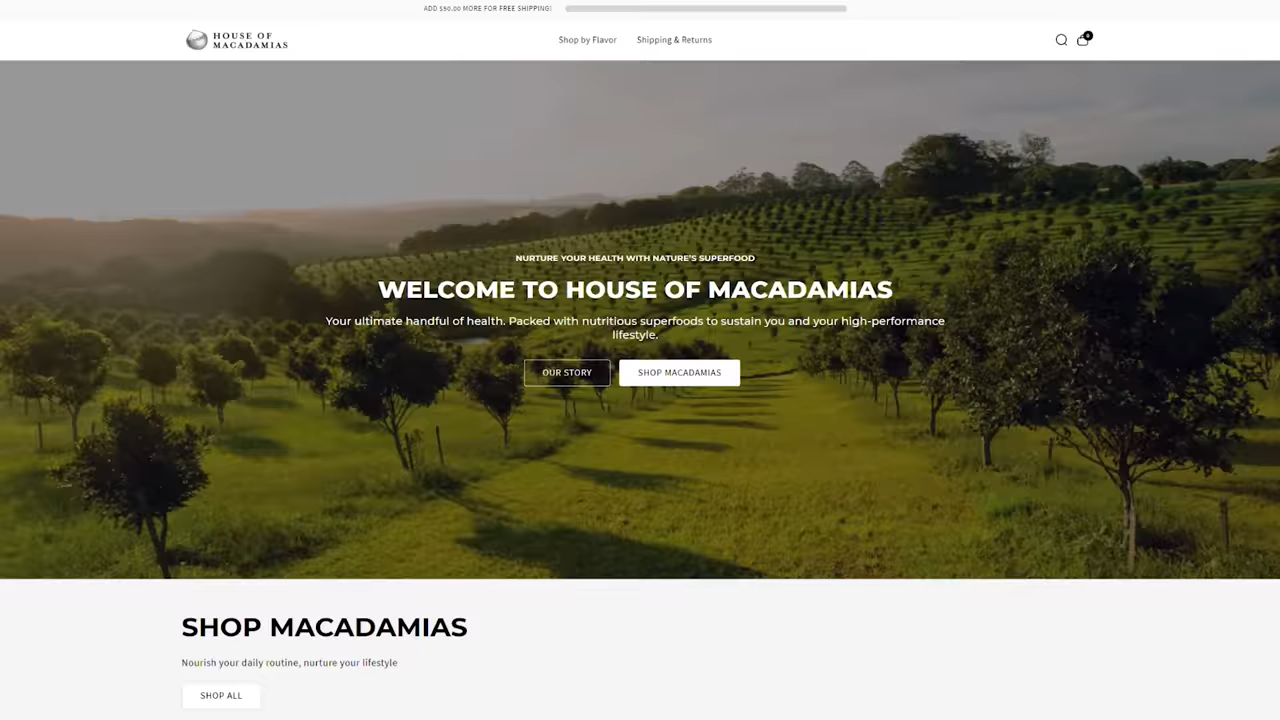 ADD $90.00 MORE FOR FREE SHIPPING!
HOUSE OF
MACADAMIAS
Shop by Flavor
Shipping & Returns
0
NURTURE YOUR HEALTH WITH NATURE'S SUPERFOOD
WELCOME TO HOUSE OF MACADAMIAS
Your ultimate handful of health. Packed with nutritious superfoods to sustain you and your high-performance
lifestyle.
OUR STORY
SHOP MACADAMIAS
SHOP MACADAMIAS
Nourish your daily routine, nurture your lifestyle
SHOP ALL